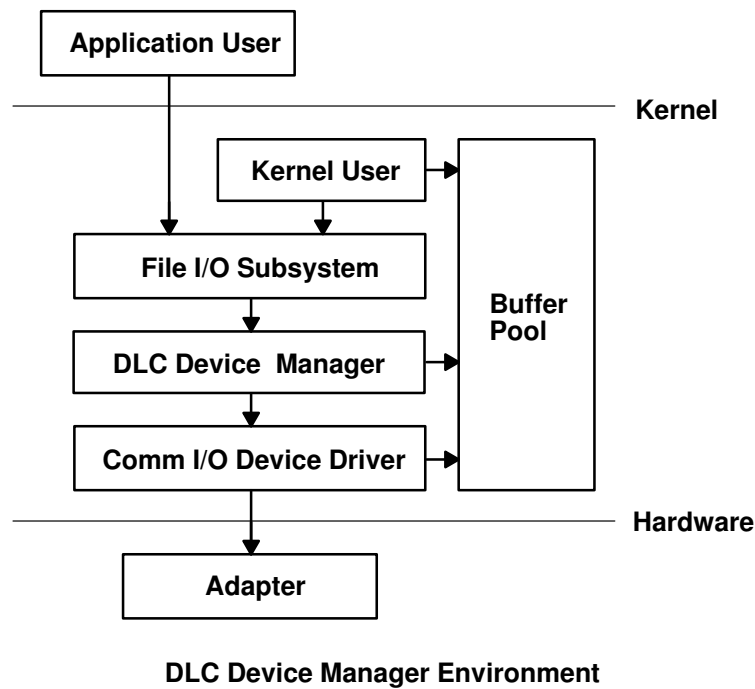 Application User
Kernel
Kernel User
File I/O Subsystem
Buffer
Pool
DLC Device Manager
Comm I/O Device Driver
Hardware
Adapter
DLC Device Manager Environment